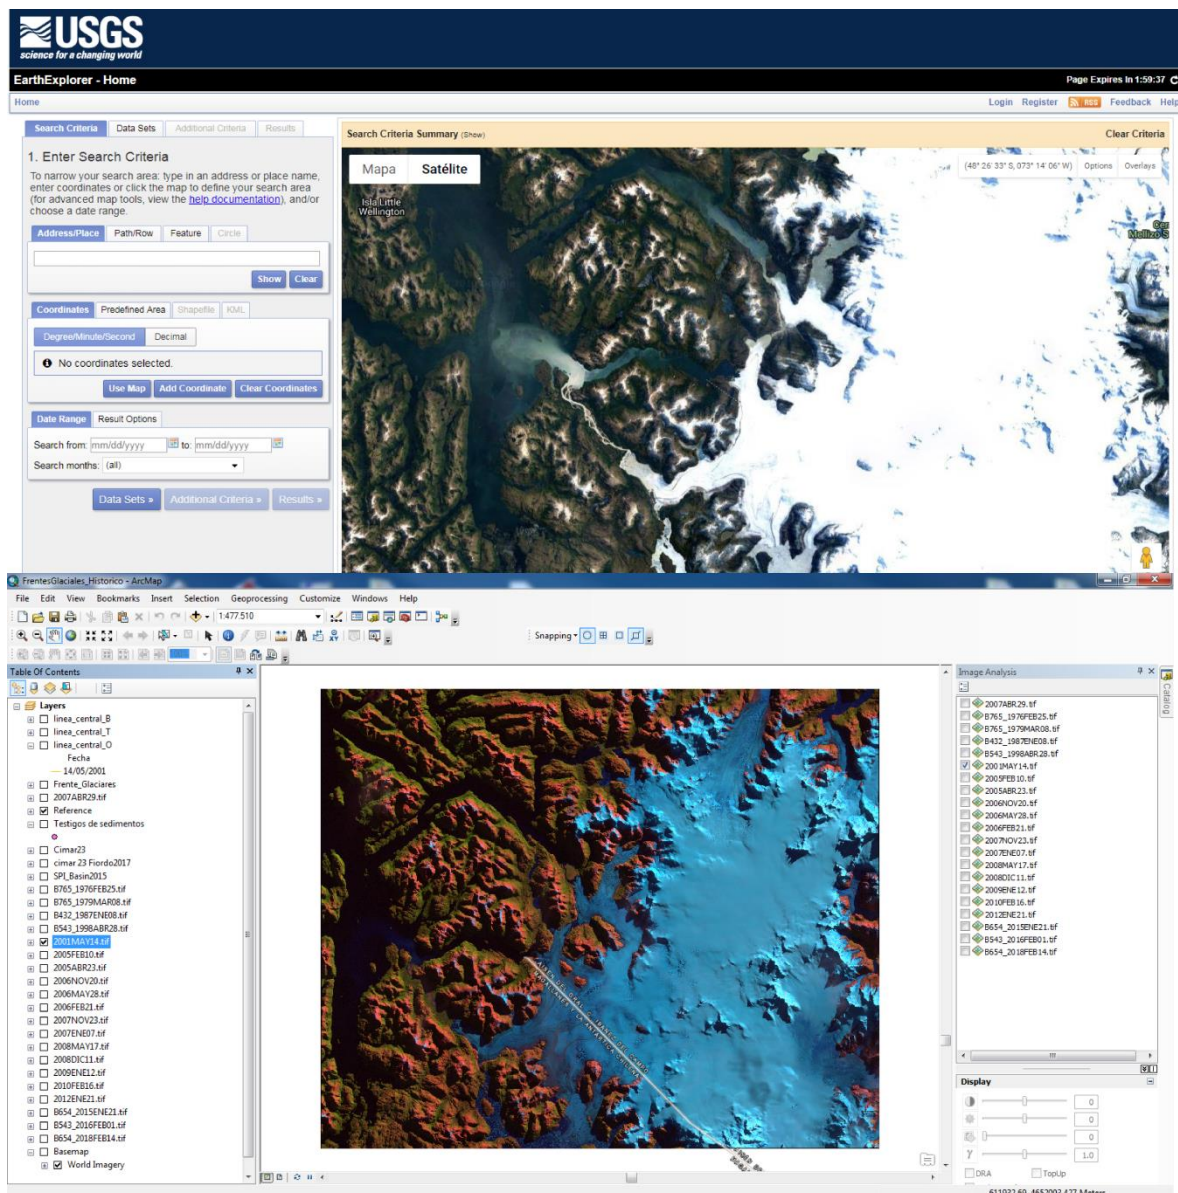 USGS
science for a changing world
EarthExplorer - Home
Page Expires In 1:59:37
Home
Login Register RSS Feedback Help
Search Criteria Data Sets Additional Criteria Results
Search Criteria Summary (Show)
Clear Criteria
1. Enter Search Criteria
To narrow your search area: type in an address or place name,
enter coordinates or click the map to define your search area
(for advanced map tools, view the help documentation), and/or
choose a date range.
Address/Place Path/Row Feature Circle
Show Clear
Coordinates Predefined Area Shapefile KML
Degree/Minute/Second Decimal
No coordinates selected.
Use Map Add Coordinate Clear Coordinates
Date Range Result Options
Search from: mm/dd/yyyy to: mm/dd/yyyy
Search months: (all)
Data Sets » Additional Criteria » Results »
Mapa Satélite
(48° 26' 33" S, 073° 14' 06" W) Options Overlays
Isla Little
Wellington
FrentesGlaciales_Historico - ArcMap
File Edit View Bookmarks Insert Selection Geoprocessing Customize Windows Help
1:477.510
Snapping
Table Of Contents
Layers
linea_central_B
linea_central_T
linea_central_O
Fecha
14/05/2001
Frente_Glaciares
2007ABR29.tif
Reference
Testigos de sedimentos
Cimar23
cimar 23 Fiordo2017
SPI_Basin2015
B765_1976FEB25.tif
B765_1979MAR08.tif
B432_1987ENE08.tif
B543_1998ABR28.tif
2001MAY14.tif
2005FEB10.tif
2005ABR23.tif
2006NOV20.tif
2006MAY28.tif
2006FEB21.tif
2007NOV23.tif
2007ENE07.tif
2008MAY17.tif
2008DIC11.tif
2009ENE12.tif
2010FEB16.tif
2012ENE21.tif
B654_2015ENE21.tif
B543_2016FEB01.tif
B654_2018FEB14.tif
Basemap
World Imagery
Image Analysis
Catalog
2007ABR29.tif
B765_1976FEB25.tif
B765_1979MAR08.tif
B432_1987ENE08.tif
B543_1998ABR28.tif
2001MAY14.tif
2005FEB10.tif
2005ABR23.tif
2006NOV20.tif
2006MAY28.tif
2006FEB21.tif
2007NOV23.tif
2007ENE07.tif
2008MAY17.tif
2008DIC11.tif
2009ENE12.tif
2010FEB16.tif
2012ENE21.tif
B654_2015ENE21.tif
B543_2016FEB01.tif
B654_2018FEB14.tif
Display
0
0
0
1.0
DRA TopUp